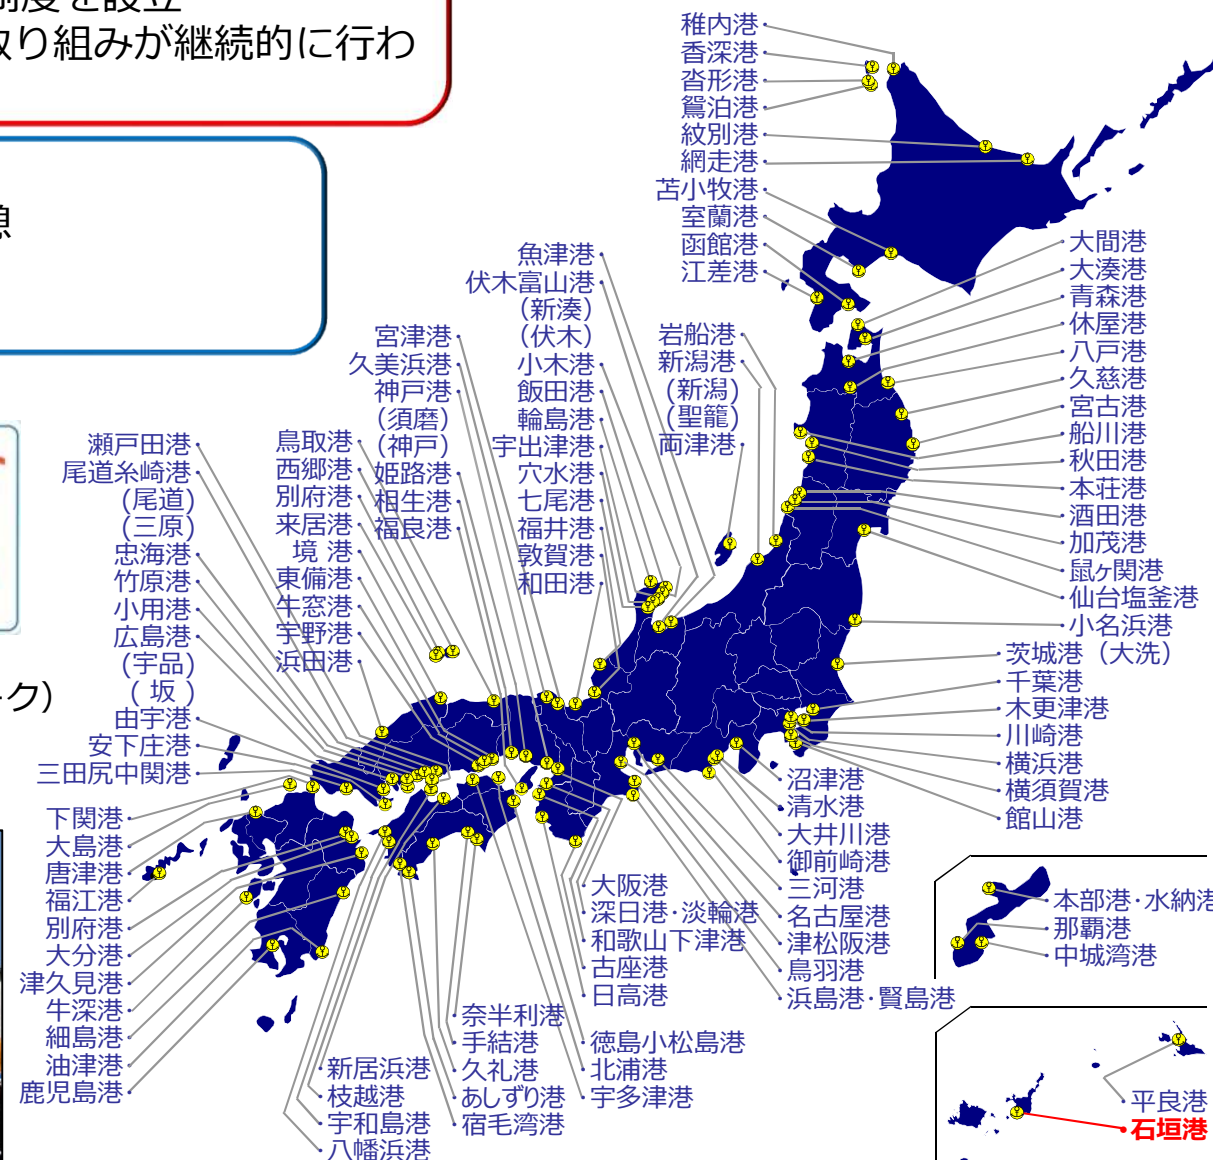 制度を設立
取り組みが継続的に行わ
憩
ーク）
稚内港
香深港
沓形港
鴛泊港
紋別港
網走港
苫小牧港
室蘭港
函館港
江差港
大間港
大湊港
青森港
休屋港
八戸港
久慈港
宮古港
船川港
秋田港
本荘港
酒田港
加茂港
鼠ヶ関港
仙台塩釜港
小名浜港
茨城港（大洗）
千葉港
木更津港
川崎港
横浜港
横須賀港
館山港
岩船港
新潟港
（新潟）
（聖籠）
両津港
魚津港
伏木富山港
（新湊）
（伏木）
小木港
飯田港
輪島港
宇出津港
穴水港
七尾港
福井港
敦賀港
和田港
宮津港
久美浜港
神戸港
（須磨）
（神戸）
姫路港
相生港
福良港
鳥取港
西郷港
別府港
来居港
境 港
東備港
牛窓港
宇野港
浜田港
瀬戸田港
尾道糸崎港
（尾道）
（三原）
忠海港
竹原港
小用港
広島港
（宇品）
（ 坂 ）
由宇港
安下庄港
三田尻中関港
下関港
大島港
唐津港
福江港
別府港
大分港
津久見港
牛深港
細島港
油津港
鹿児島港
新居浜港
枝越港
宇和島港
八幡浜港
奈半利港
手結港
久礼港
あしずり港
宿毛湾港
徳島小松島港
北浦港
宇多津港
大阪港
深日港・淡輪港
和歌山下津港
古座港
日高港
沼津港
清水港
大井川港
御前崎港
三河港
名古屋港
津松阪港
鳥羽港
浜島港・賢島港
本部港・水納港
那覇港
中城湾港
平良港
石垣港